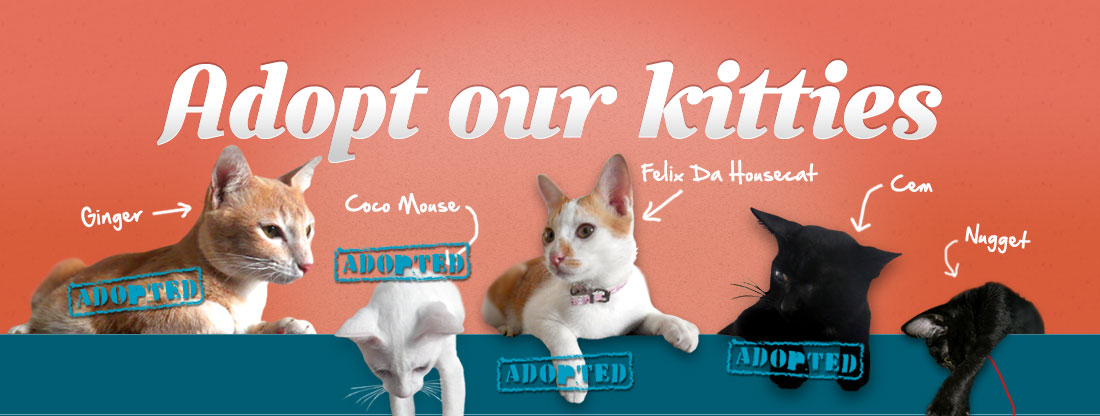 Adopt our kitties
Ginger
Coco Mouse
Felix Da Housecat
Cem
Nugget
ADOPTED
ADOPTED
ADOPTED
ADOPTED